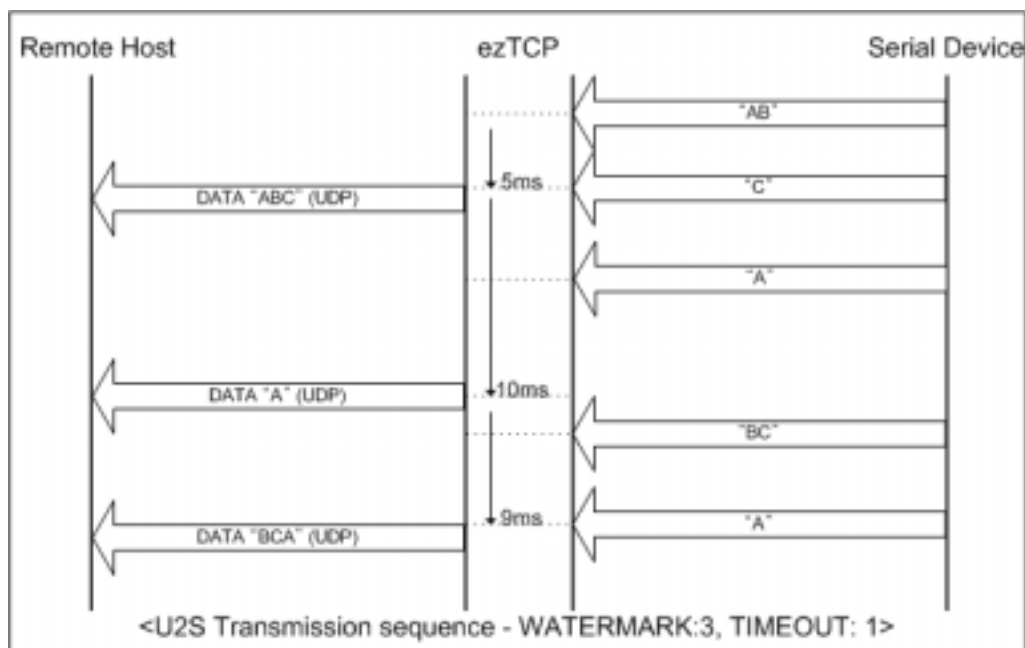 Remote Host ezTCP Serial Device
"AB"
5ms "C"
DATA "ABC" (UDP)
"A"
DATA "A" (UDP) 10ms
"BC"
9ms "A"
DATA "BCA" (UDP)
<U2S Transmission sequence - WATERMARK:3, TIMEOUT: 1>